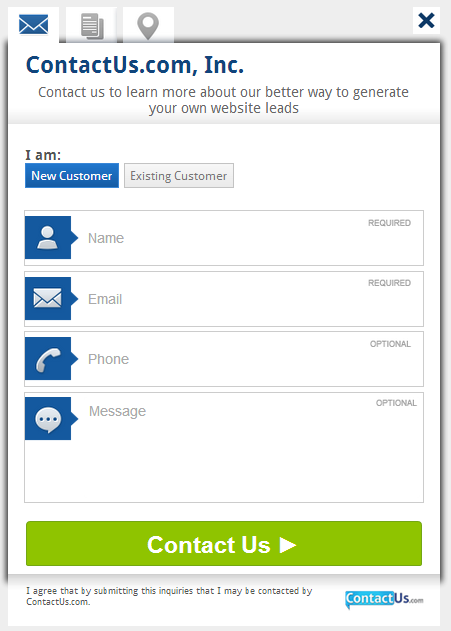 ContactUs.com, Inc.
Contact us to learn more about our better way to generate
your own website leads
I am:
New Customer Existing Customer
REQUIRED
Name
REQUIRED
Email
OPTIONAL
Phone
OPTIONAL
Message
Contact Us ►
I agree that by submitting this inquiries that I may be contacted by
ContactUs.com.
ContactUs.com